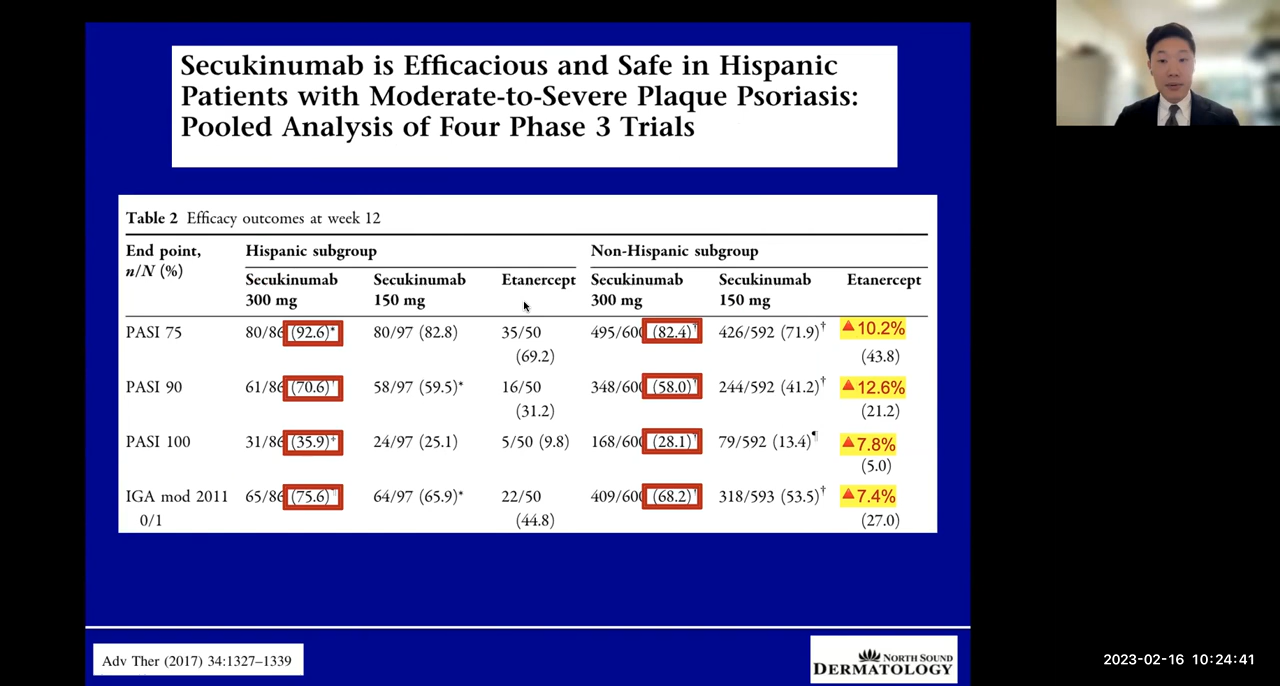 Secukinumab is Efficacious and Safe in Hispanic
Patients with Moderate-to-Severe Plaque Psoriasis:
Pooled Analysis of Four Phase 3 Trials
Table 2 Efficacy outcomes at week 12
End point, Hispanic subgroup Non-Hispanic subgroup
n/N (%)
Secukinumab Secukinumab Etanercept Secukinumab Secukinumab Etanercept
300 mg 150 mg 300 mg 150 mg
PASI 75 80/86 (92.6)* 80/97 (82.8) 35/50 495/600 (82.4)† 426/592 (71.9)† ▲10.2%
(69.2) (43.8)
PASI 90 61/86 (70.6) 58/97 (59.5)* 16/50 348/600 (58.0) 244/592 (41.2)† ▲12.6%
(31.2) (21.2)
PASI 100 31/86 (35.9) 24/97 (25.1) 5/50 (9.8) 168/600 (28.1) 79/592 (13.4)¶ ▲7.8%
(5.0)
IGA mod 2011 65/86 (75.6) 64/97 (65.9)* 22/50 409/600 (68.2) 318/593 (53.5)† ▲7.4%
0/1 (44.8) (27.0)
Adv Ther (2017) 34:1327–1339
NORTH SOUND
DERMATOLOGY
2023-02-16 10:24:41